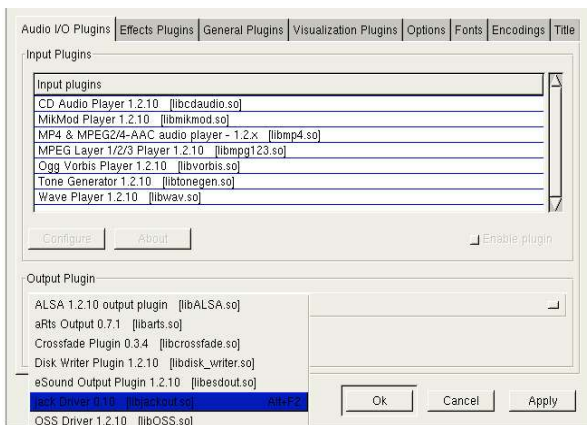 Audio I/O Plugins Effects Plugins General Plugins Visualization Plugins Options Fonts Encodings Title
Input Plugins
Input plugins
CD Audio Player 1.2.10 [libcdaudio.so]
MikMod Player 1.2.10 [libmikmod.so]
MP4 & MPEG2/4-AAC audio player - 1.2.x [libmp4.so]
MPEG Layer 1/2/3 Player 1.2.10 [libmpg123.so]
Ogg Vorbis Player 1.2.10 [libvorbis.so]
Tone Generator 1.2.10 [libtonegen.so]
Wave Player 1.2.10 [libwav.so]
Configure About Enable plugin
Output Plugin
ALSA 1.2.10 output plugin [libALSA.so]
aRts Output 0.7.1 [libarts.so]
Crossfade Plugin 0.3.4 [libcrossfade.so]
Disk Writer Plugin 1.2.10 [libdisk_writer.so]
eSound Output Plugin 1.2.10 [libesdout.so]
Jack Driver 0.10 [libjackout.so] Alt+F2
OSS Driver 1.2.10 [libOSS.so]
Ok Cancel Apply